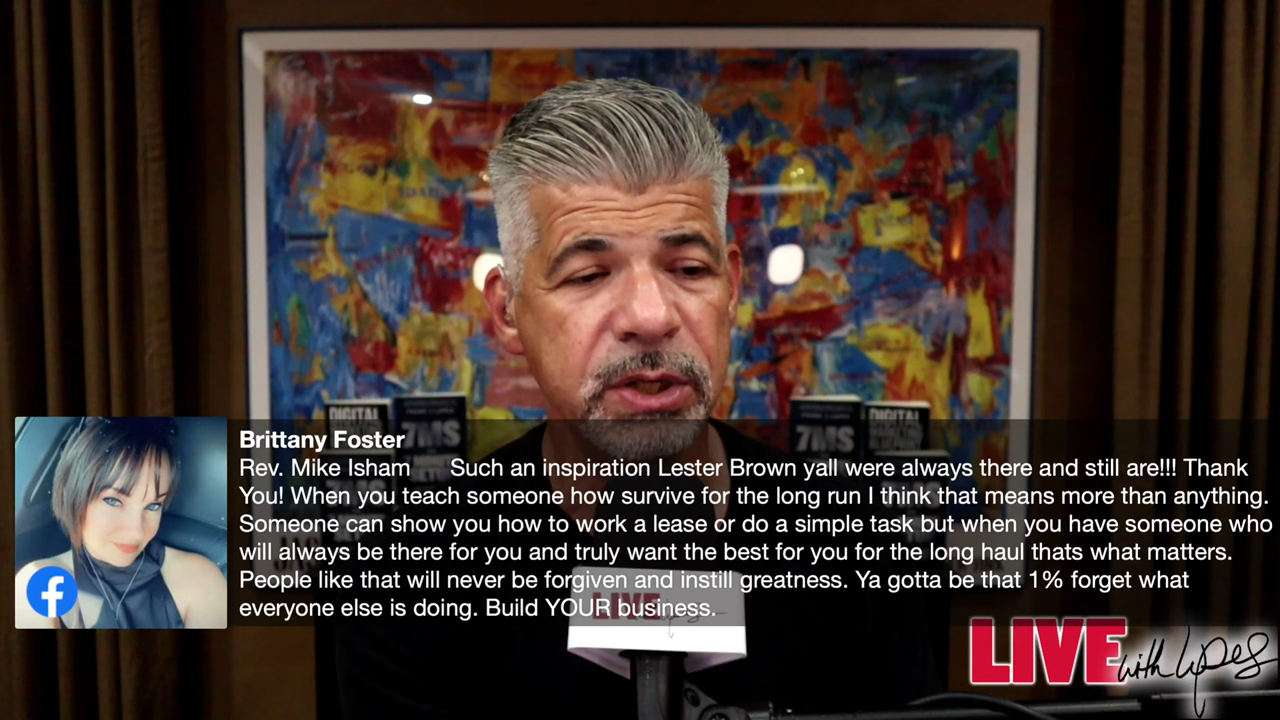 DIGITAL
7MS
7MS
DIGITAL
Brittany Foster
Rev. Mike Isham Such an inspiration Lester Brown yall were always there and still are!!! Thank
You! When you teach someone how survive for the long run I think that means more than anything.
Someone can show you how to work a lease or do a simple task but when you have someone who
will always be there for you and truly want the best for you for the long haul thats what matters.
People like that will never be forgiven and instill greatness. Ya gotta be that 1% forget what
everyone else is doing. Build YOUR business.
LIVE
LIVE with Lopes